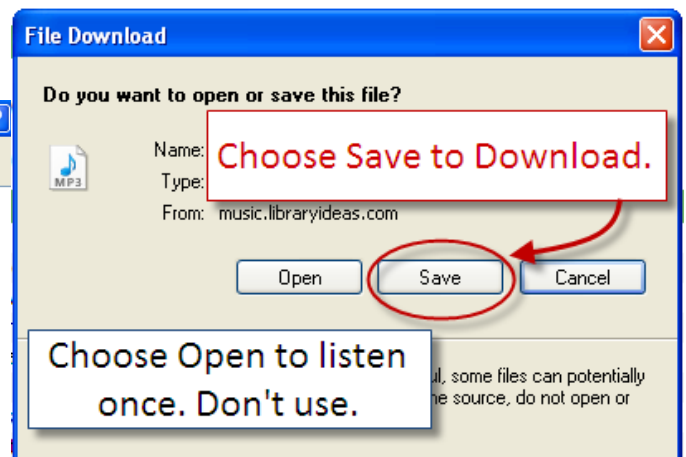 File Download
Do you want to open or save this file?
Name:
Choose Save to Download.
MP3
Type:
From: music.libraryideas.com
Open Save Cancel
Choose Open to listen
once. Don't use.
some files can potentially
source, do not open or